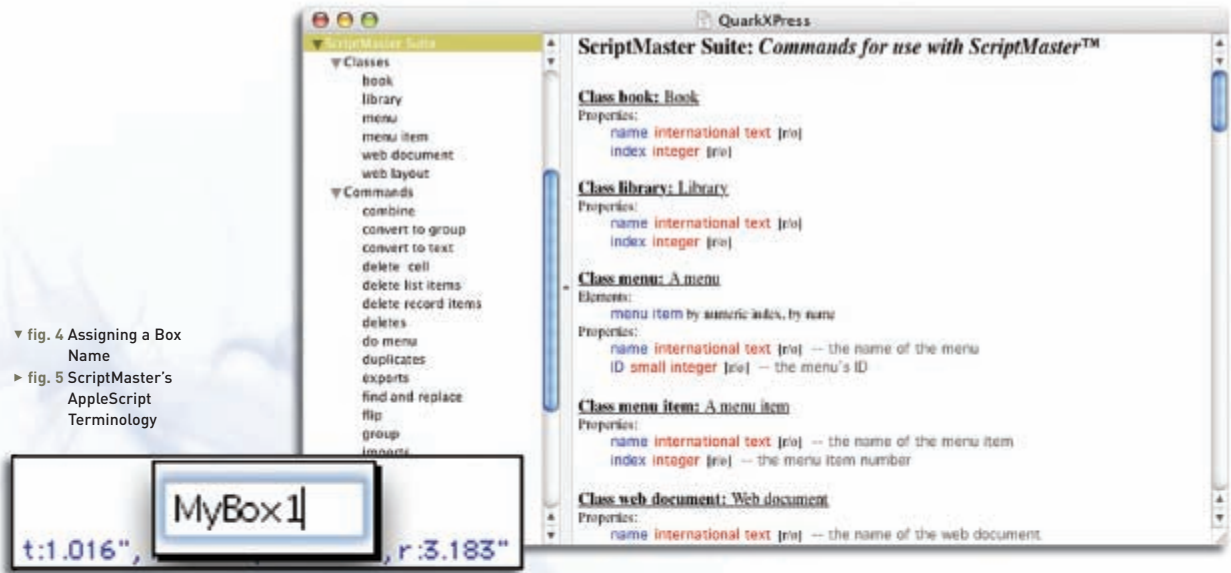 QuarkXPress
ScriptMaster Suite
Classes
book
library
menu
menu item
web document
web layout
Commands
combine
convert to group
convert to text
delete cell
delete list items
delete record items
deletes
do menu
duplicates
exports
find and replace
flip
group
imports
ScriptMaster Suite: Commands for use with ScriptMaster™
Class book: Book
Properties:
name international text [r/o]
index integer [r/o]
Class library: Library
Properties:
name international text [r/o]
index integer [r/o]
Class menu: A menu
Elements:
menu item by numeric index, by name
Properties:
name international text [r/o] -- the name of the menu
ID small integer [r/o] -- the menu's ID
Class menu item: A menu item
Properties:
name international text [r/o] -- the name of the menu item
index integer [r/o] -- the menu item number
Class web document: Web document
Properties:
name international text [r/o] -- the name of the web document
fig. 4 Assigning a Box
Name
fig. 5 ScriptMaster's
AppleScript
Terminology
MyBox1
t:1.016", , r:3.183"